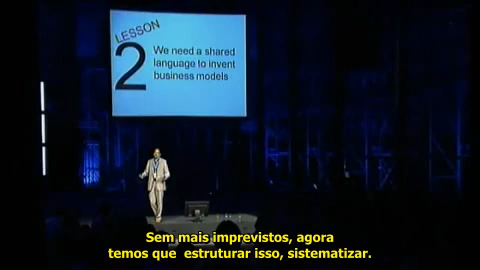 LESSON
2
We need a shared
language to invent
business models
Sem mais imprevistos, agora
temos que estruturar isso, sistematizar.